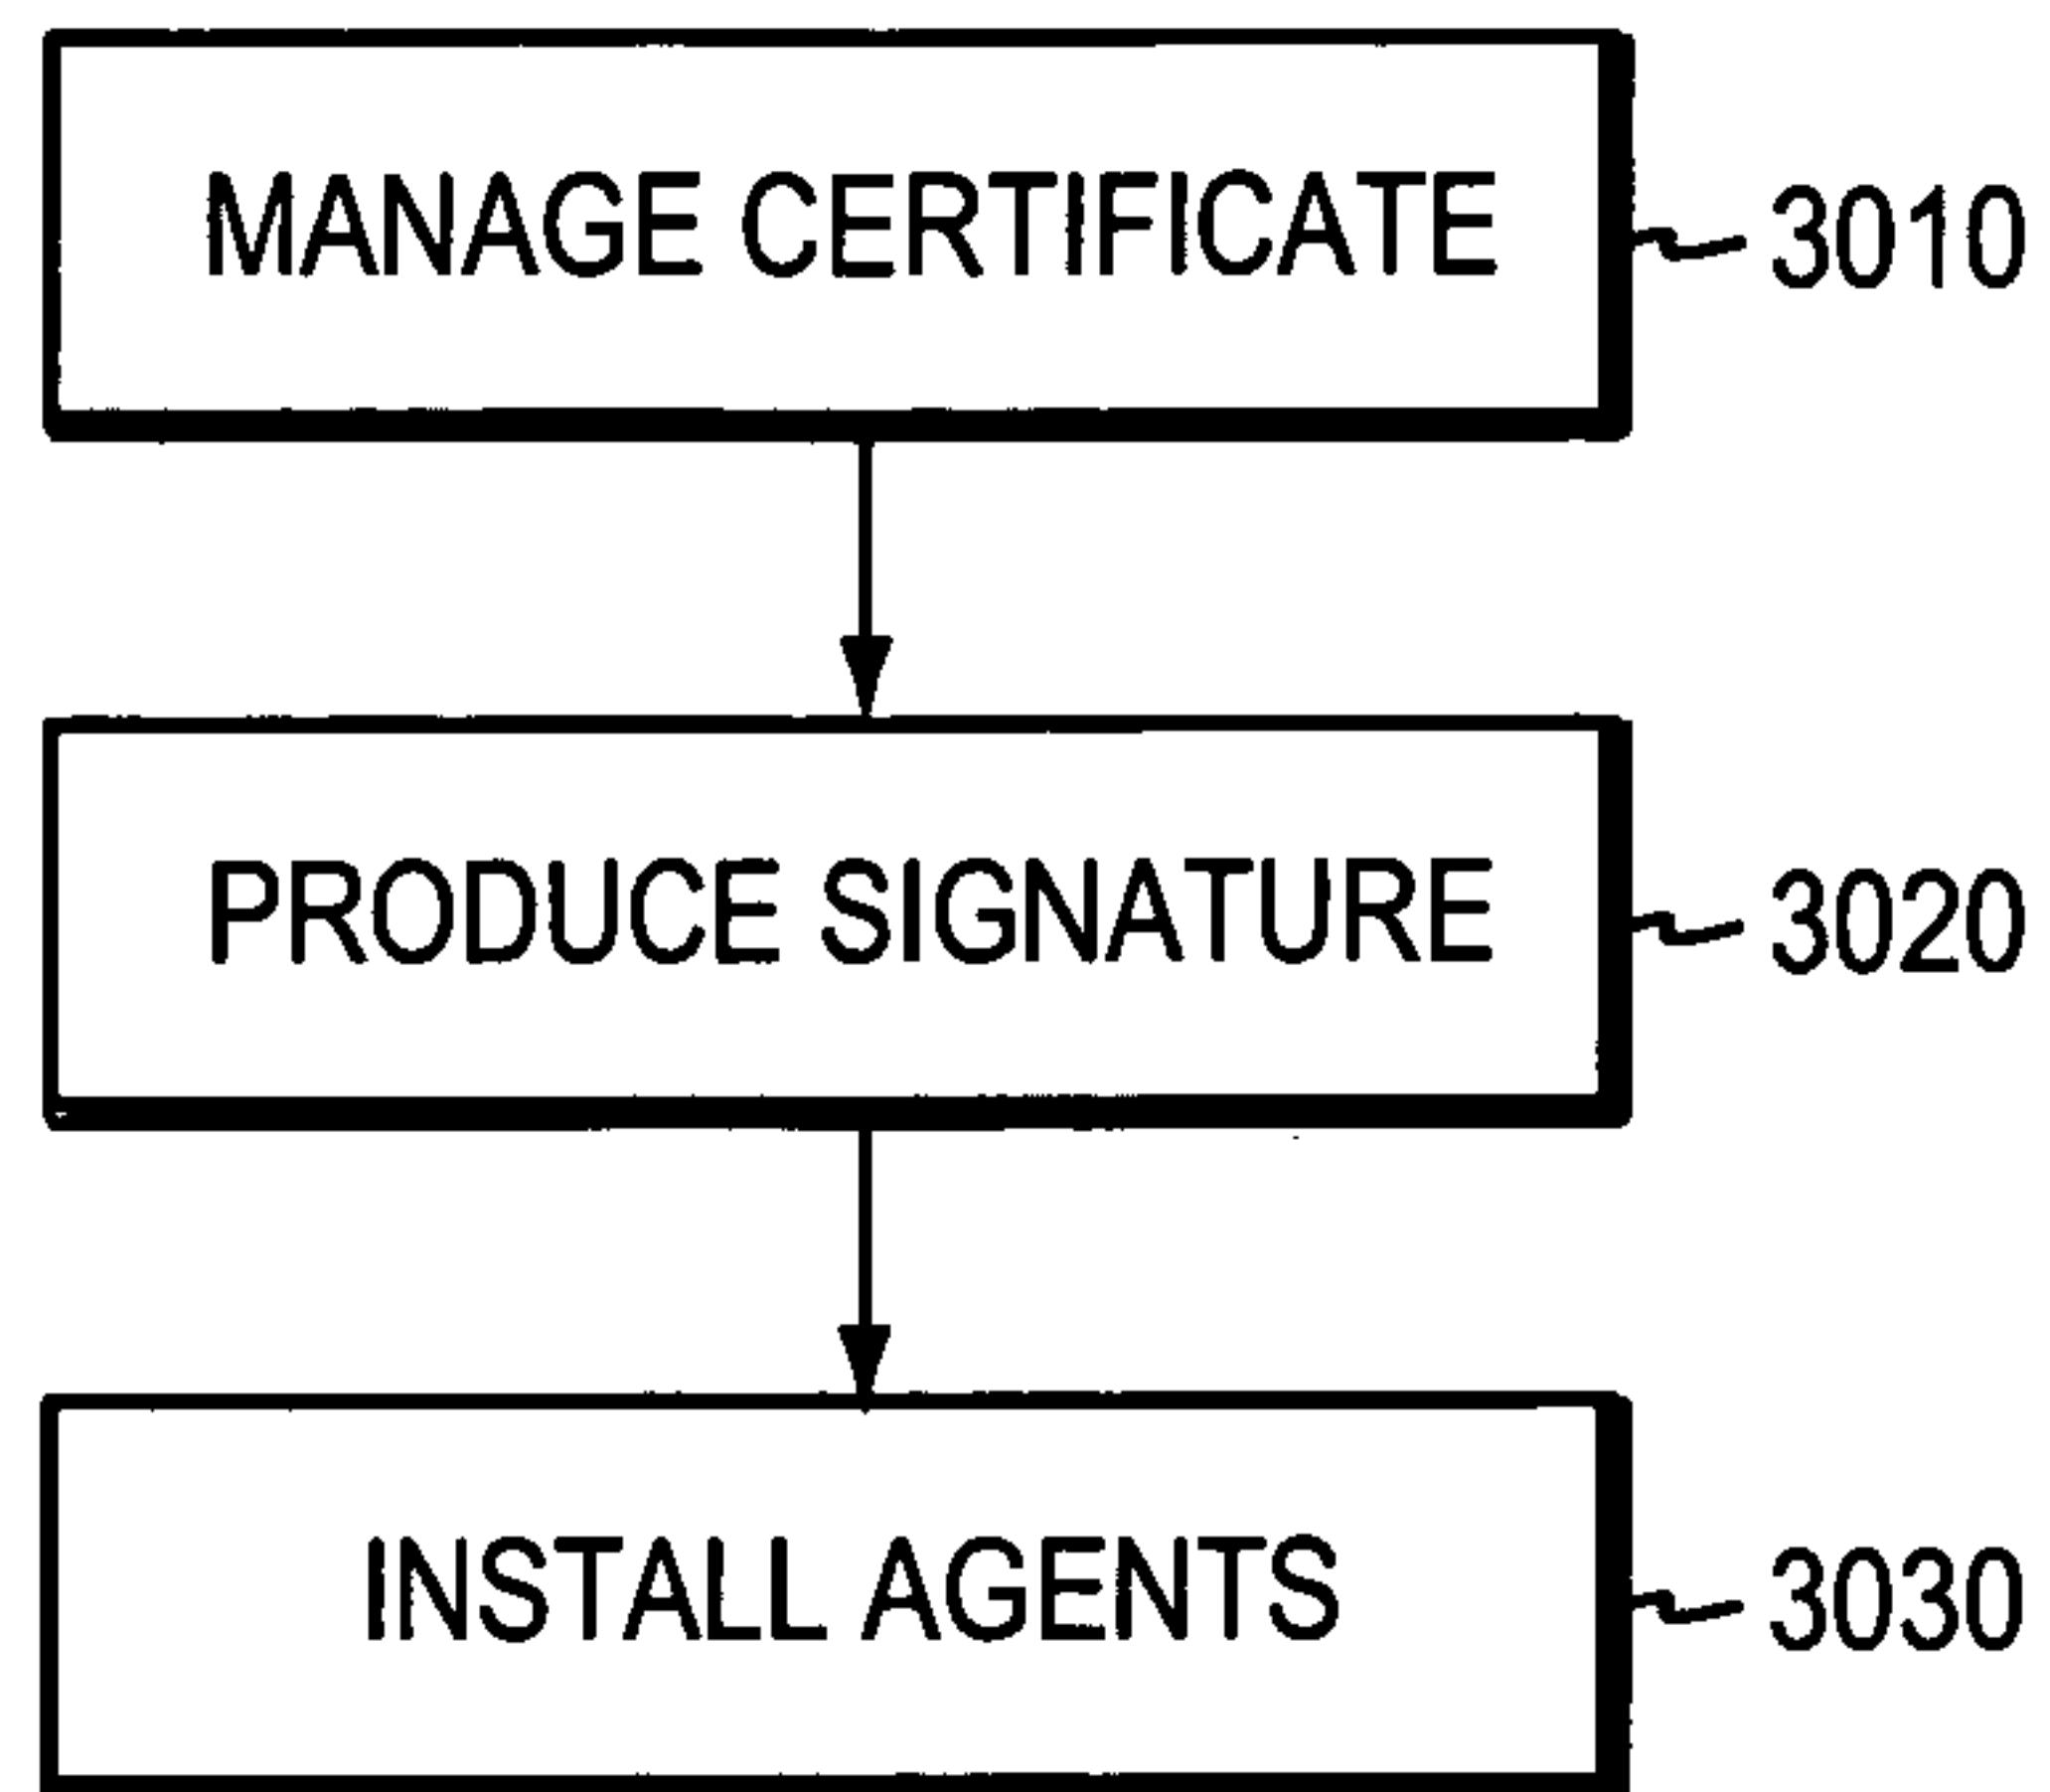 MANAGE CERTIFICATE
3010
PRODUCE SIGNATURE
3020
INSTALL AGENTS
3030